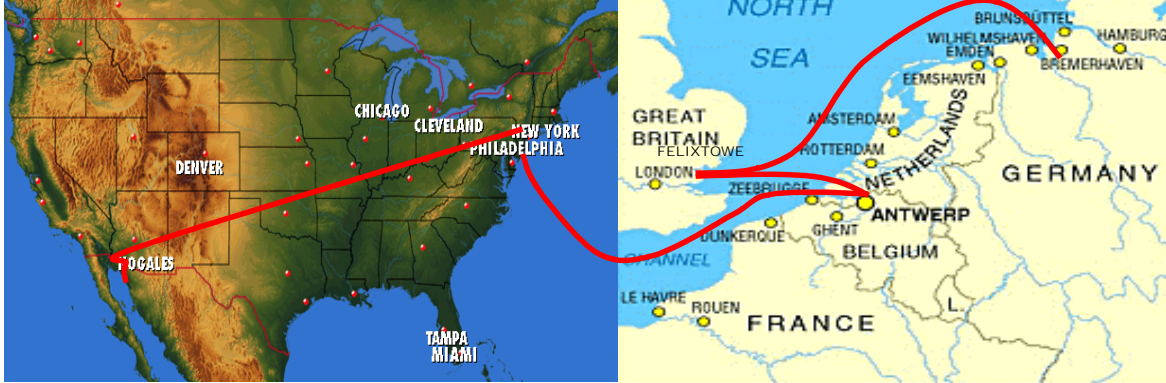 CHICAGO
CLEVELAND
NEW YORK
PHILADELPHIA
DENVER
NOGALES
TAMPA
MIAMI
NORTH
SEA
BRUNSBÜTTEL
WILHELMSHAVEN
HAMBURG
EMDEN
BREMERHAVEN
EEMSHAVEN
GREAT
BRITAIN
AMSTERDAM
FELIXTOWE
ROTTERDAM
NETHERLANDS
LONDON
GERMANY
ZEEBRUGGE
ANTWERP
DUNKERQUE
GHENT
BELGIUM
CHANNEL
LE HAVRE
ROUEN
L.
FRANCE